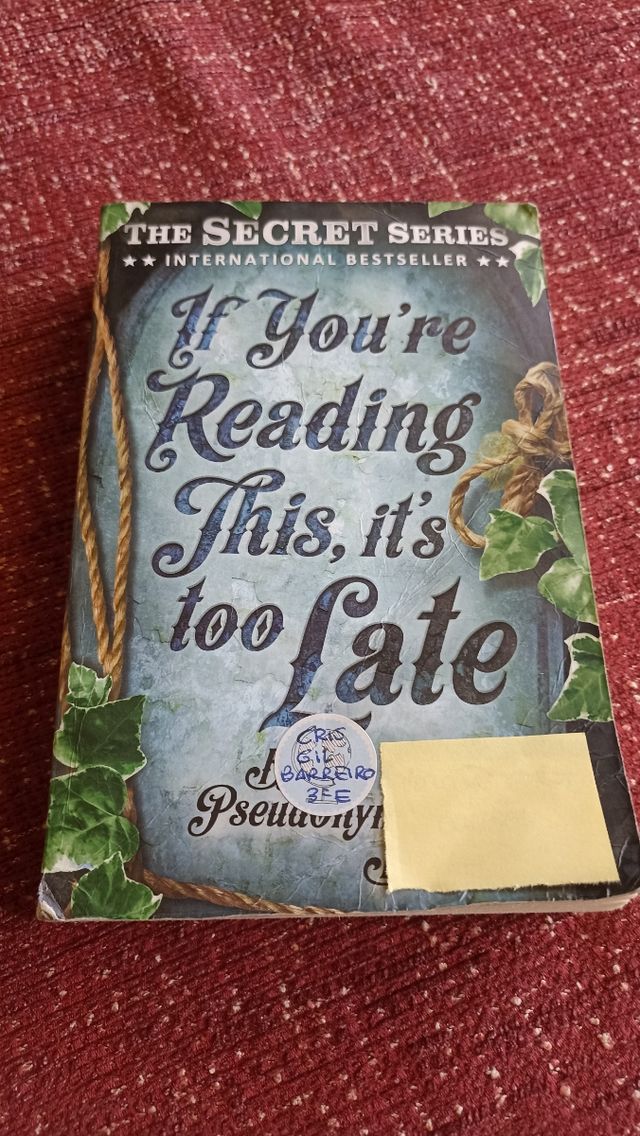 THE SECRET SERIES
INTERNATIONAL BESTSELLER
If You're
Reading
This, it's
too Late
CRIS
GIL
BARREIRO
3ºE